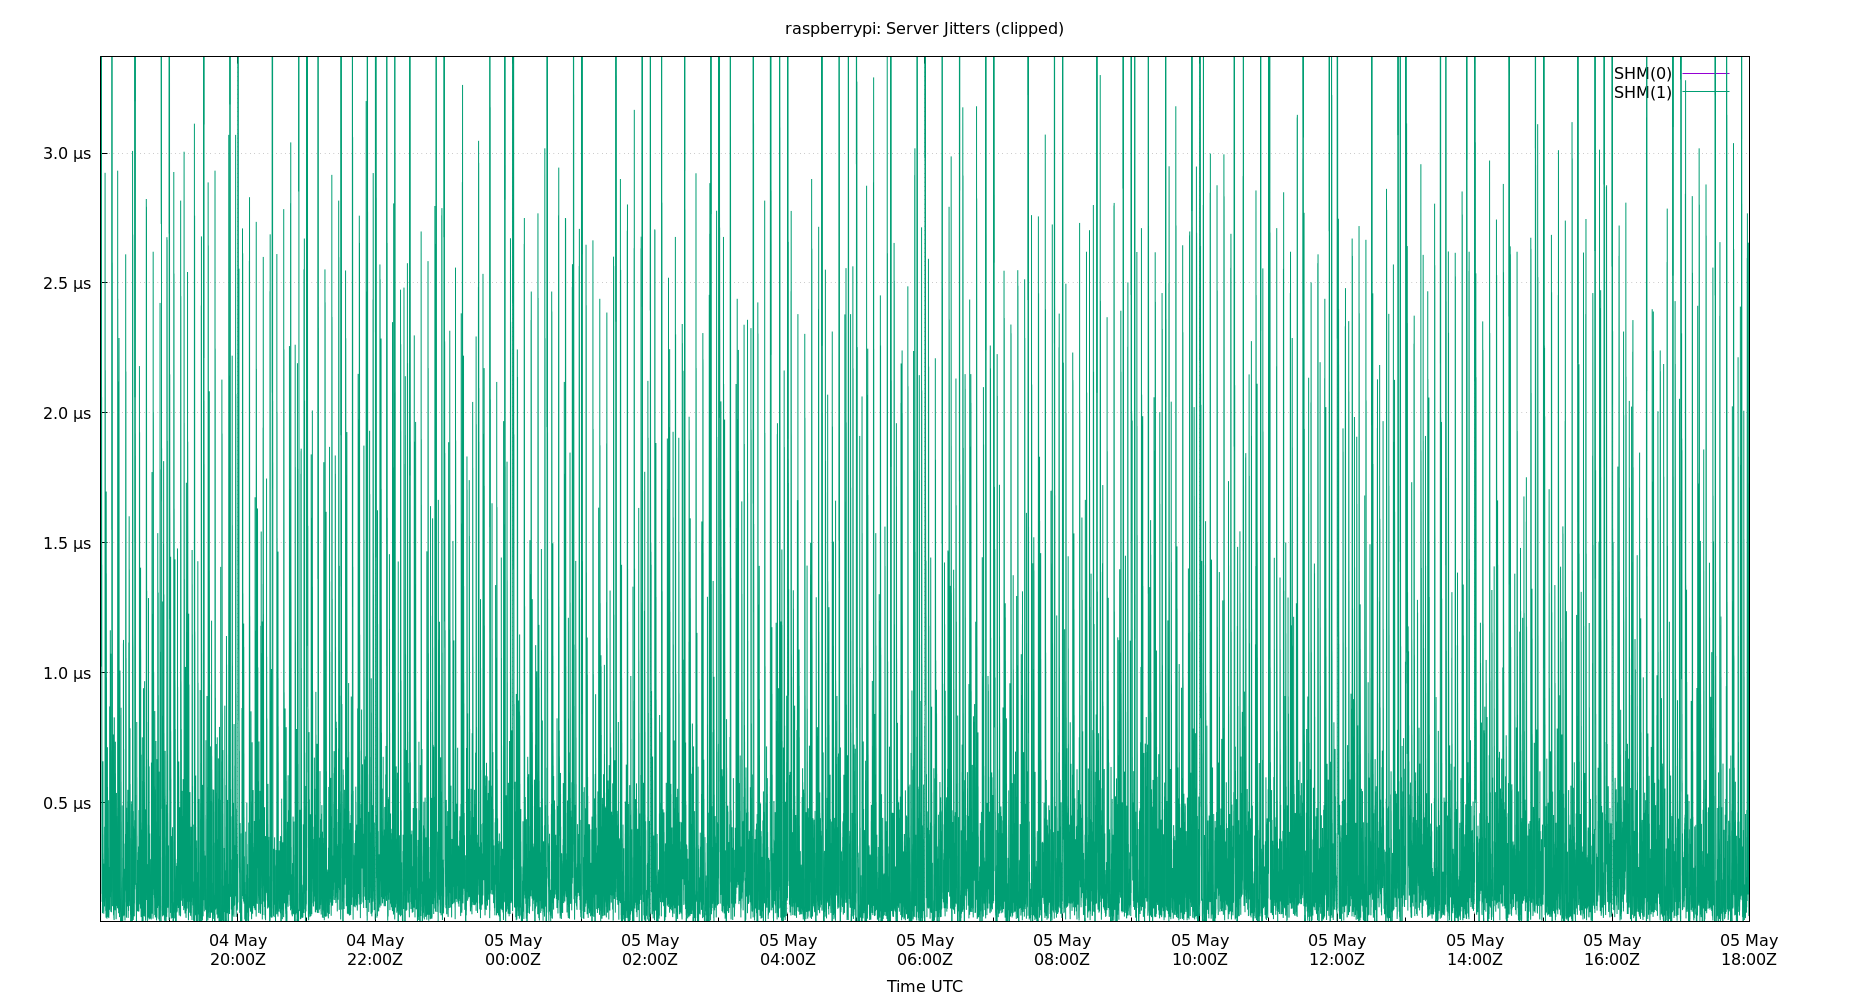 raspberrypi: Server Jitters (clipped)
SHM(0)
SHM(1)
3.0 µs
2.5 µs
2.0 µs
1.5 µs
1.0 µs
0.5 µs
04 May 04 May 05 May 05 May 05 May 05 May 05 May 05 May 05 May 05 May 05 May 05 May
20:00Z 22:00Z 00:00Z 02:00Z 04:00Z 06:00Z 08:00Z 10:00Z 12:00Z 14:00Z 16:00Z 18:00Z
Time UTC